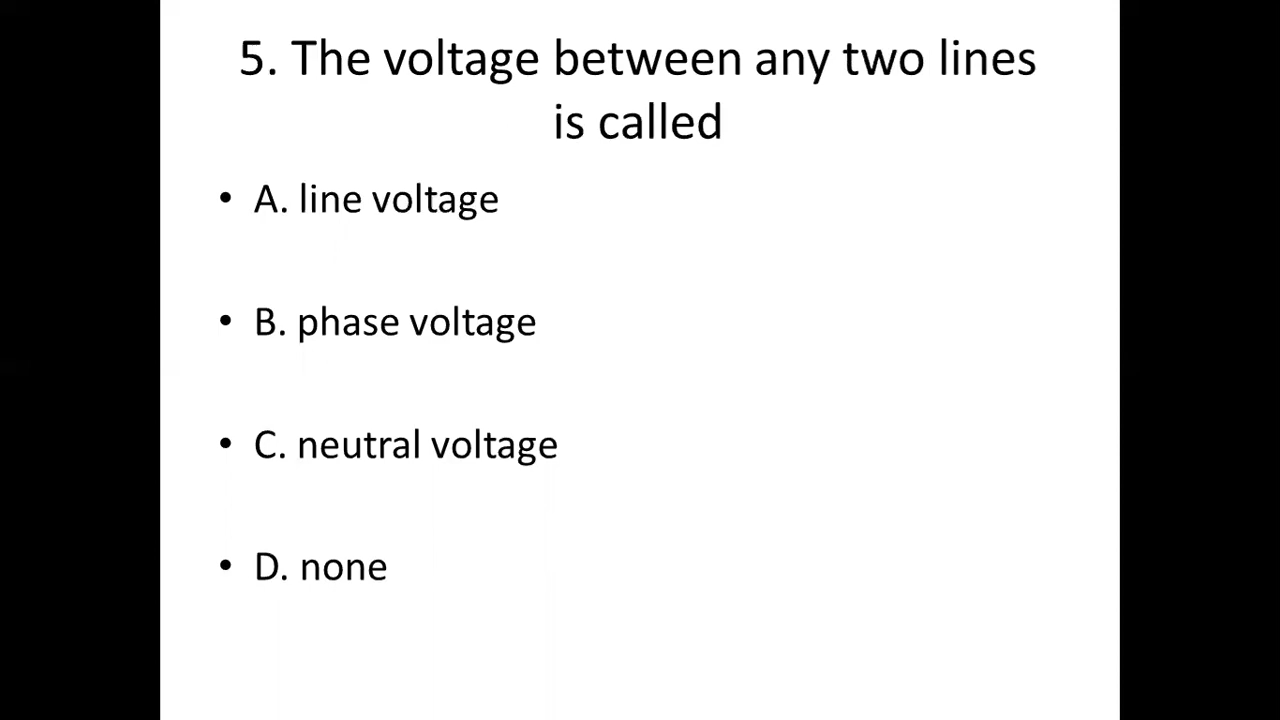 5. The voltage between any two lines
is called
• A. line voltage
• B. phase voltage
• C. neutral voltage
• D. none